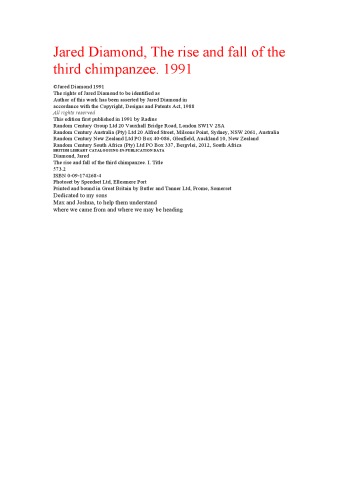 Jared Diamond, The rise and fall of the
third chimpanzee. 1991
©Jared Diamond 1991
The rights of Jared Diamond to be identified as
Author of this work has been asserted by Jared Diamond in
accordance with the Copyright, Designs and Patents Act, 1988
All rights reserved
This edition first published in 1991 by Radius
Random Century Group Ltd 20 Vauxhall Bridge Road, London SW1V 2SA
Random Century Australia (Pty) Ltd 20 Alfred Street, Milsons Point, Sydney, NSW 2061, Australia
Random Century New Zealand Ltd PO Box 40-086, Glenfield, Auckland 10, New Zealand
Random Century South Africa (Pty) Ltd PO Box 337, Bergvlei, 2012, South Africa
BRITISH LIBRARY CATALOGUING IN PUBLICATION DATA
Diamond, Jared
The rise and fall of the third chimpanzee. I. Title
573.2
ISBN 0-09-174268-4
Photoset by Speedset Ltd, Ellesmere Port
Printed and bound in Great Britain by Butler and Tanner Ltd, Frome, Somerset
Dedicated to my sons
Max and Joshua, to help them understand
where we came from and where we may be heading